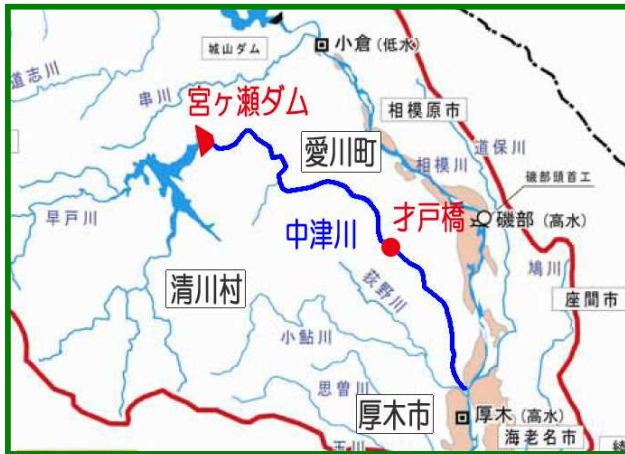 小倉(低水)
城山ダム
道志川
串川
宮ヶ瀬ダム
相模原市
愛川町
道保川
相模川
磯部頭首工
早戸川
中津川
才戸橋
磯部(高水)
鳩川
清川村
荻野川
座間市
小鮎川
思曽川
厚木市
厚木(高水)
海老名市
玉川
綾